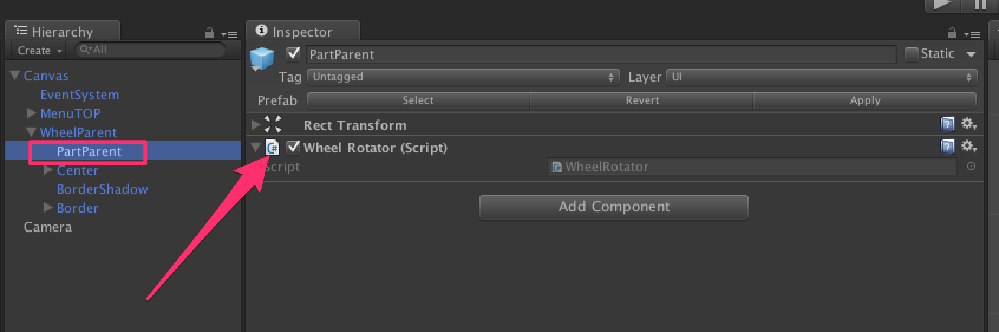 Hierarchy
Create
All
Canvas
EventSystem
MenuTOP
WheelParent
PartParent
Center
BorderShadow
Border
Camera
Inspector
PartParent
Static
Tag
Untagged
Layer
UI
Prefab
Select
Revert
Apply
Rect Transform
C#
Wheel Rotator (Script)
Script
WheelRotator
Add Component